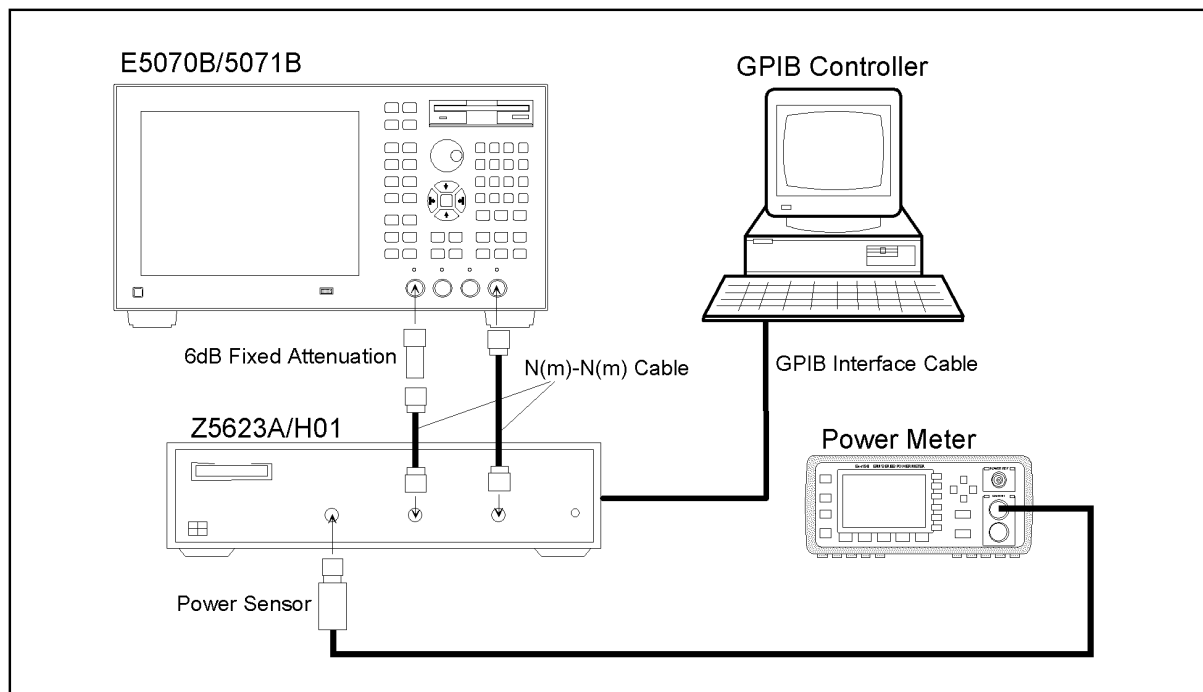 E5070B/5071B
GPIB Controller
6dB Fixed Attenuation
N(m)-N(m) Cable
GPIB Interface Cable
Z5623A/H01
Power Meter
Power Sensor